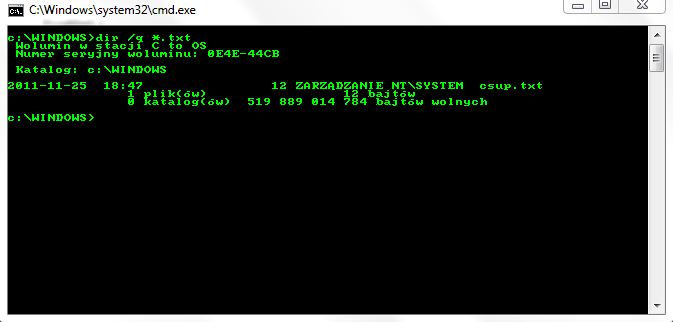 C:\Windows\system32\cmd.exe
c:\WINDOWS>dir /q *.txt
Wolumin w stacji C to OS
Numer seryjny woluminu: 0E4E-44CB
Katalog: c:\WINDOWS
2011-11-25  18:47                12 ZARZĄDZANIE NT\SYSTEM  csup.txt
1 plik(ów)                12 bajtów
0 katalog(ów)  519 889 014 784 bajtów wolnych
c:\WINDOWS>